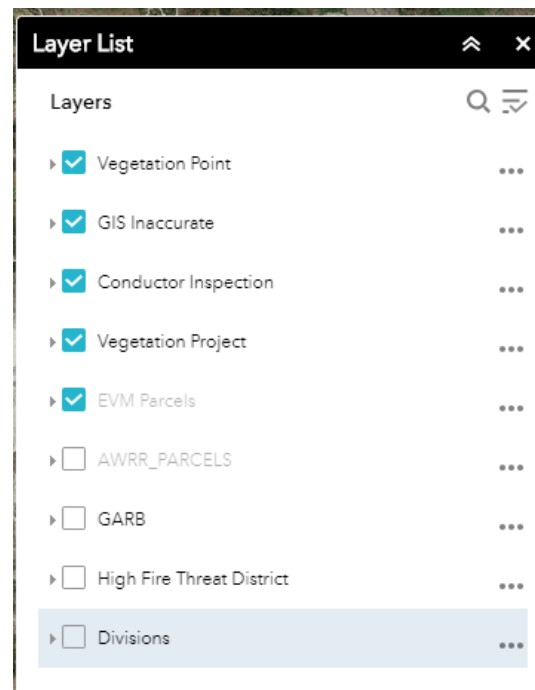 Layer List
Layers
Vegetation Point
GIS Inaccurate
Conductor Inspection
Vegetation Project
EVM Parcels
AWRR_PARCELS
GARB
High Fire Threat District
Divisions